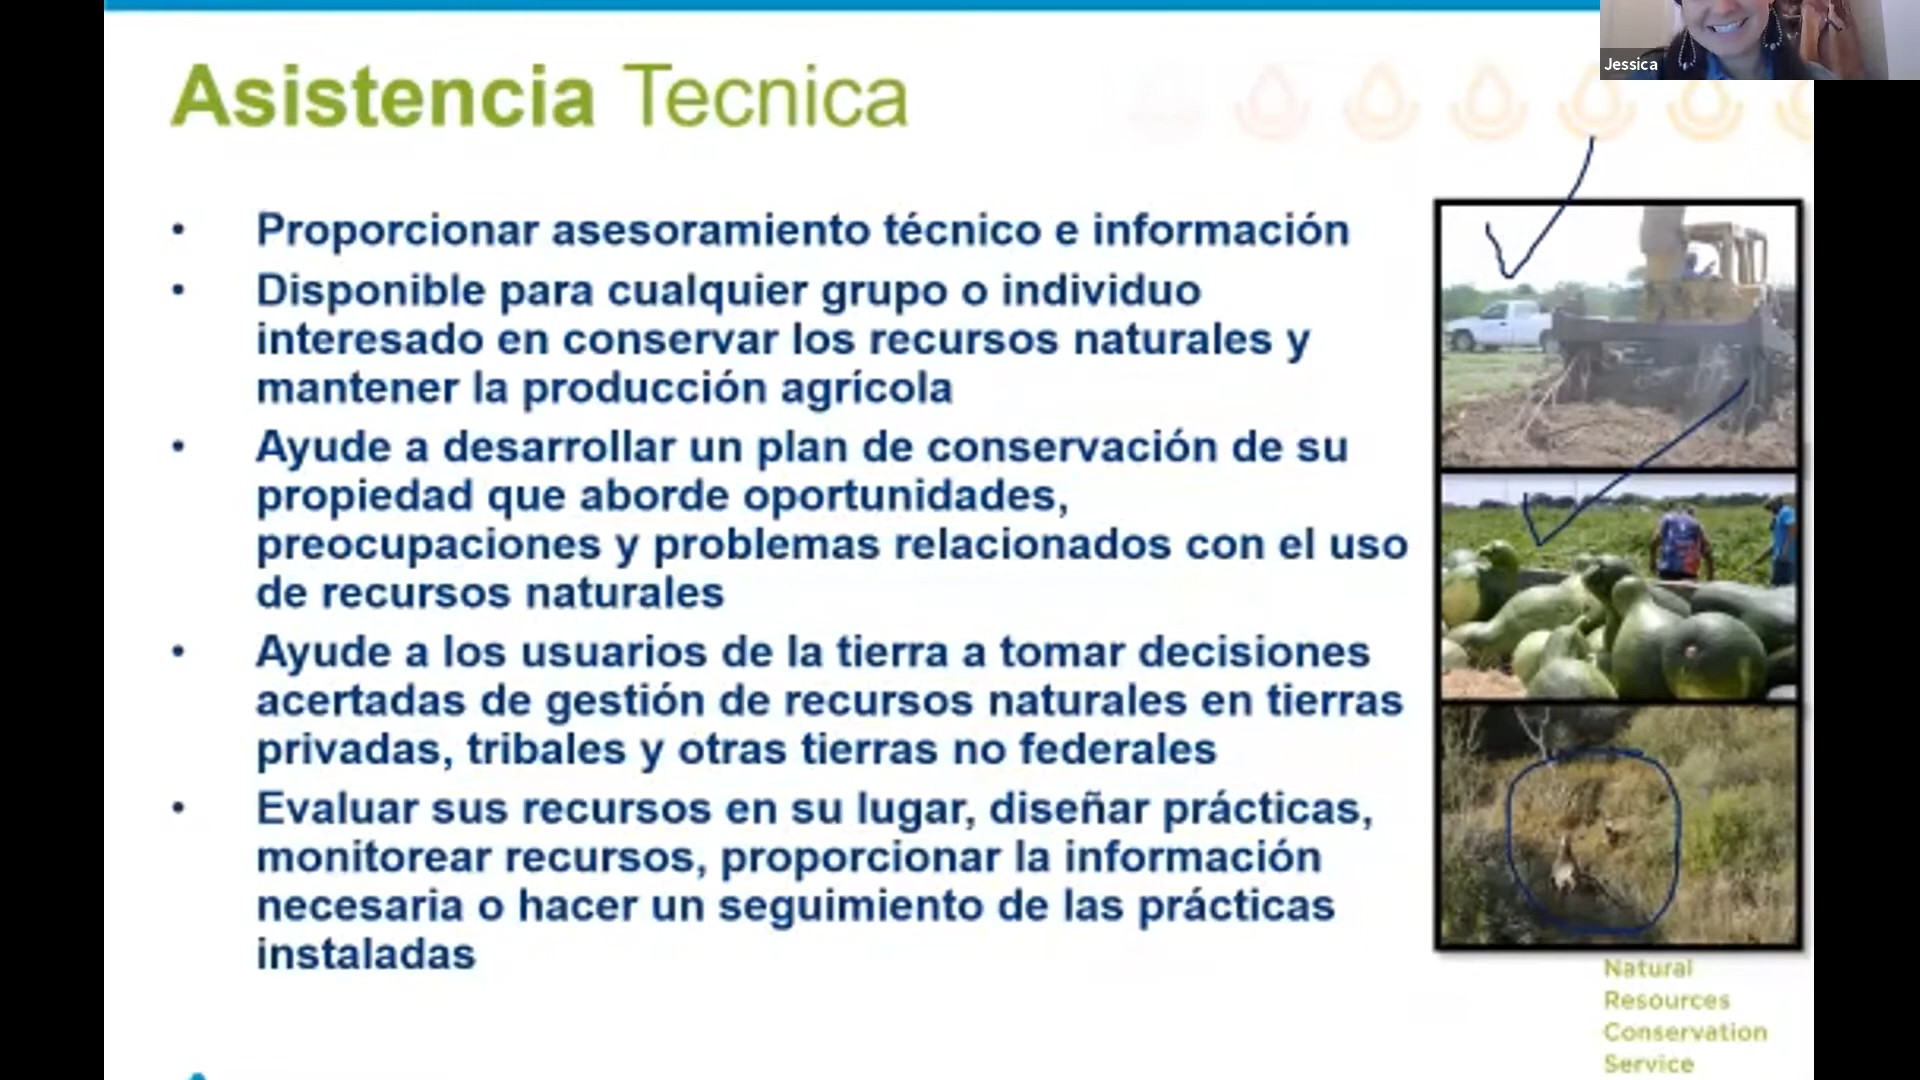 Jessica
Asistencia Tecnica
• Proporcionar asesoramiento técnico e información
• Disponible para cualquier grupo o individuo
interesado en conservar los recursos naturales y
mantener la producción agrícola
• Ayude a desarrollar un plan de conservación de su
propiedad que aborde oportunidades,
preocupaciones y problemas relacionados con el uso
de recursos naturales
• Ayude a los usuarios de la tierra a tomar decisiones
acertadas de gestión de recursos naturales en tierras
privadas, tribales y otras tierras no federales
• Evaluar sus recursos en su lugar, diseñar prácticas,
monitorear recursos, proporcionar la información
necesaria o hacer un seguimiento de las prácticas
instaladas
Natural
Resources
Conservation
Service